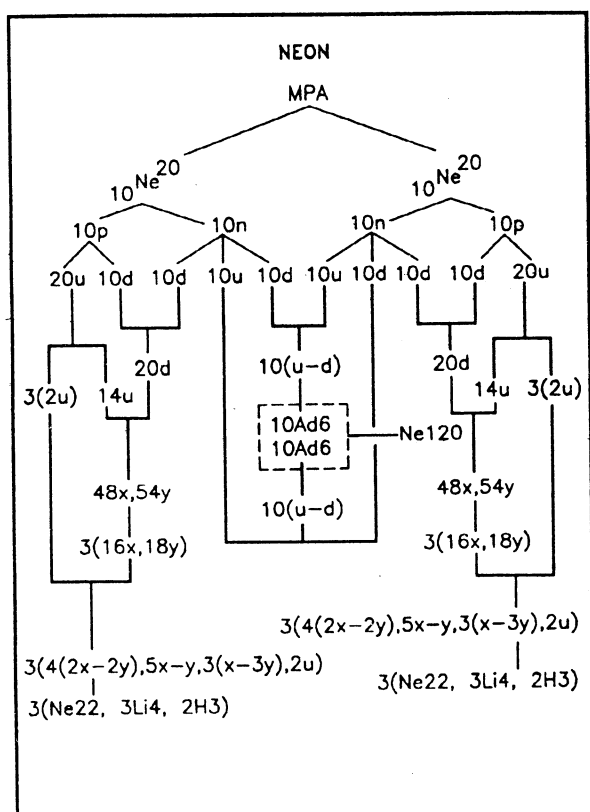 NEON
MPA
10Ne20 10Ne20
10p 10n 10n 10p
20u 10d 10d 10u 10d 10u 10d 10d 10d 20u
20d 10(u-d) 20d
3(2u) 14u 14u 3(2u)
10Ad6
10Ad6
Ne120
48x,54y 48x,54y
10(u-d)
3(16x,18y) 3(16x,18y)
3(4(2x-2y),5x-y,3(x-3y),2u)
3(4(2x-2y),5x-y,3(x-3y),2u)
3(Ne22, 3Li4, 2H3)
3(Ne22, 3Li4, 2H3)